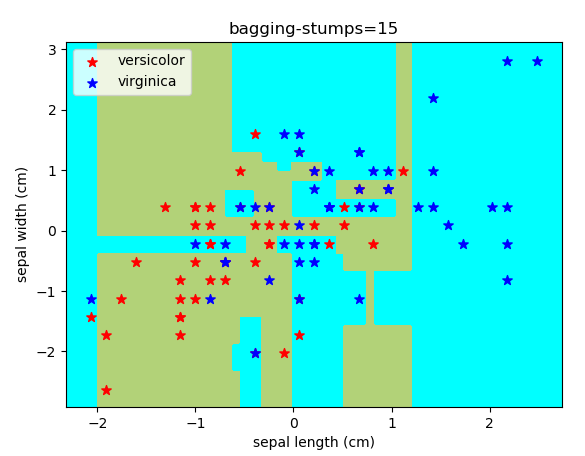 bagging-stumps=15
versicolor
virginica
3
2
1
0
−1
−2
sepal width (cm)
−2
−1
0
1
2
sepal length (cm)